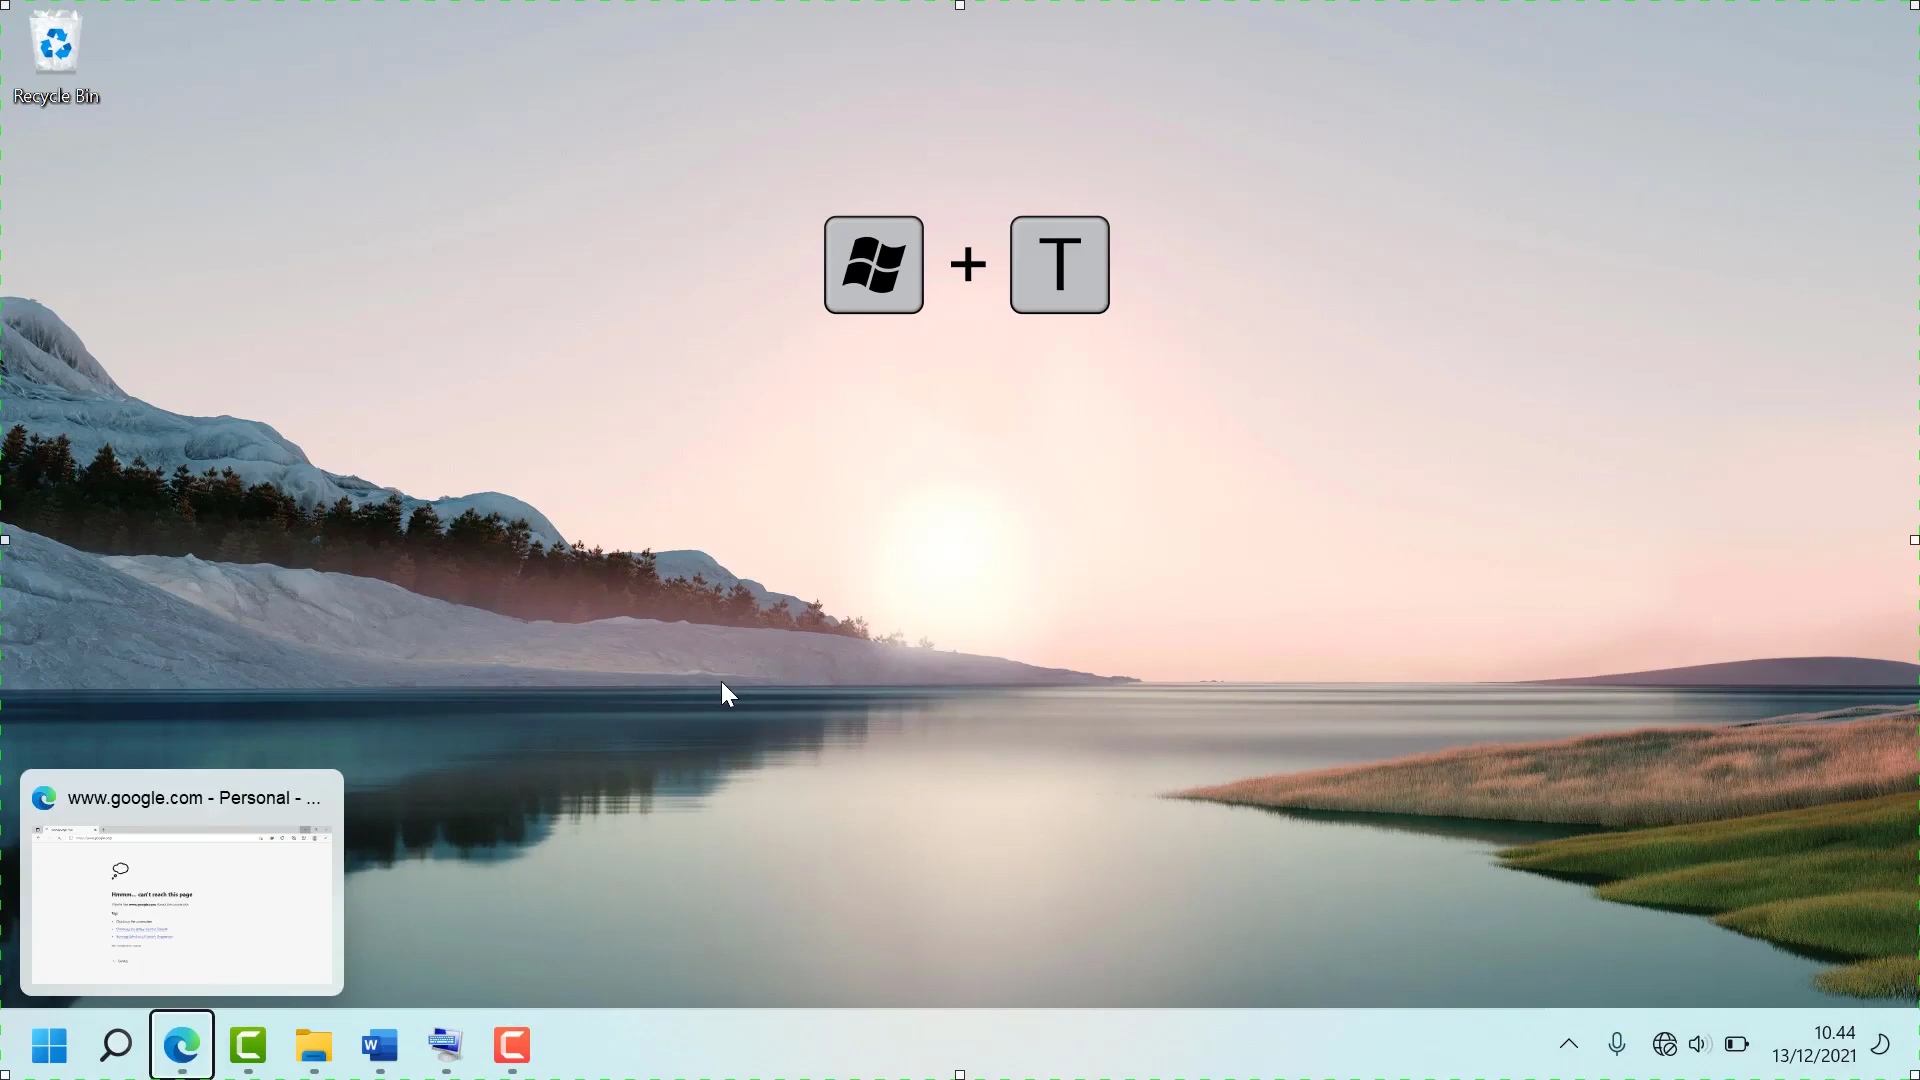 Recycle Bin
+ T
www.google.com - Personal - ...
Hmmm... can't reach this page
W
10.44
13/12/2021